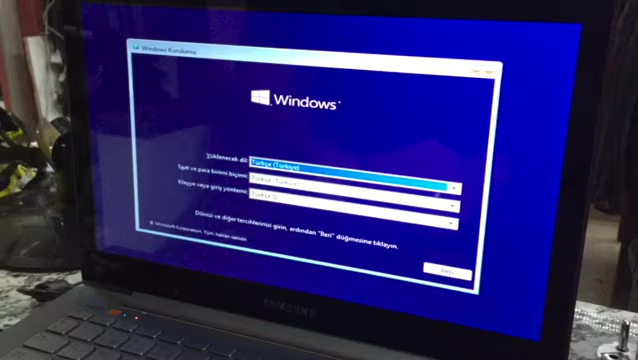 Windows Kurulumu
Windows
Yüklenecek dil: Türkçe (Türkiye)
Saat ve para birimi biçimi: Türkçe (Türkiye)
Klavye veya giriş yöntemi: Türkçe Q
Dilinizi ve diğer tercihlerinizi girin, ardından "İleri" düğmesine tıklayın.
© Microsoft Corporation. Tüm hakları saklıdır.
İleri
SAMSUNG